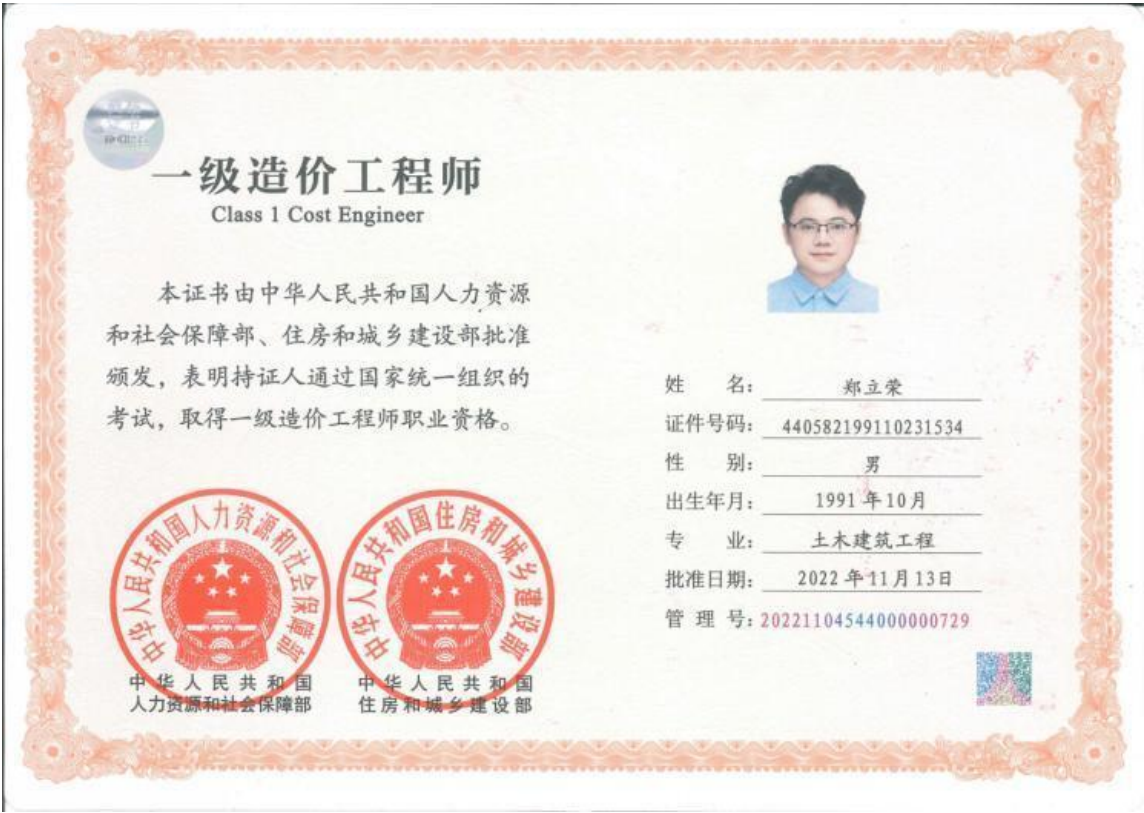 一级造价工程师
Class 1 Cost Engineer
本证书由中华人民共和国人力资源
和社会保障部、住房和城乡建设部批准
颁发，表明持证人通过国家统一组织的
考试，取得一级造价工程师职业资格。
中华人民共和国人力资源和社会保障部
中华人民共和国住房和城乡建设部
中华人民共和国
人力资源和社会保障部
中华人民共和国
住房和城乡建设部
姓 名：郑立荣
证件号码：440582199110231534
性 别：男
出生年月：1991年10月
专 业：土木建筑工程
批准日期：2022年11月13日
管 理 号：20221104544000000729